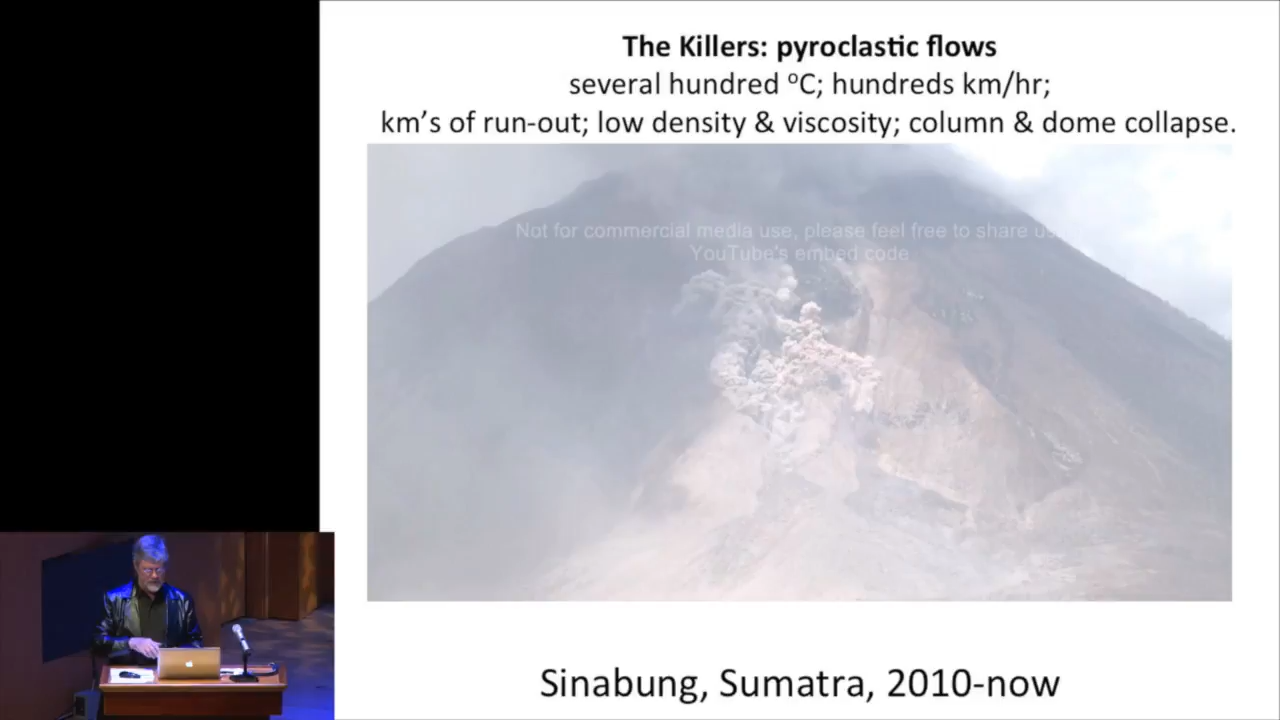 The Killers: pyroclastic flows
several hundred ºC; hundreds km/hr;
km’s of run-out; low density & viscosity; column & dome collapse.
Not for commercial media use, please feel free to share
YouTube's embed code
Sinabung, Sumatra, 2010-now